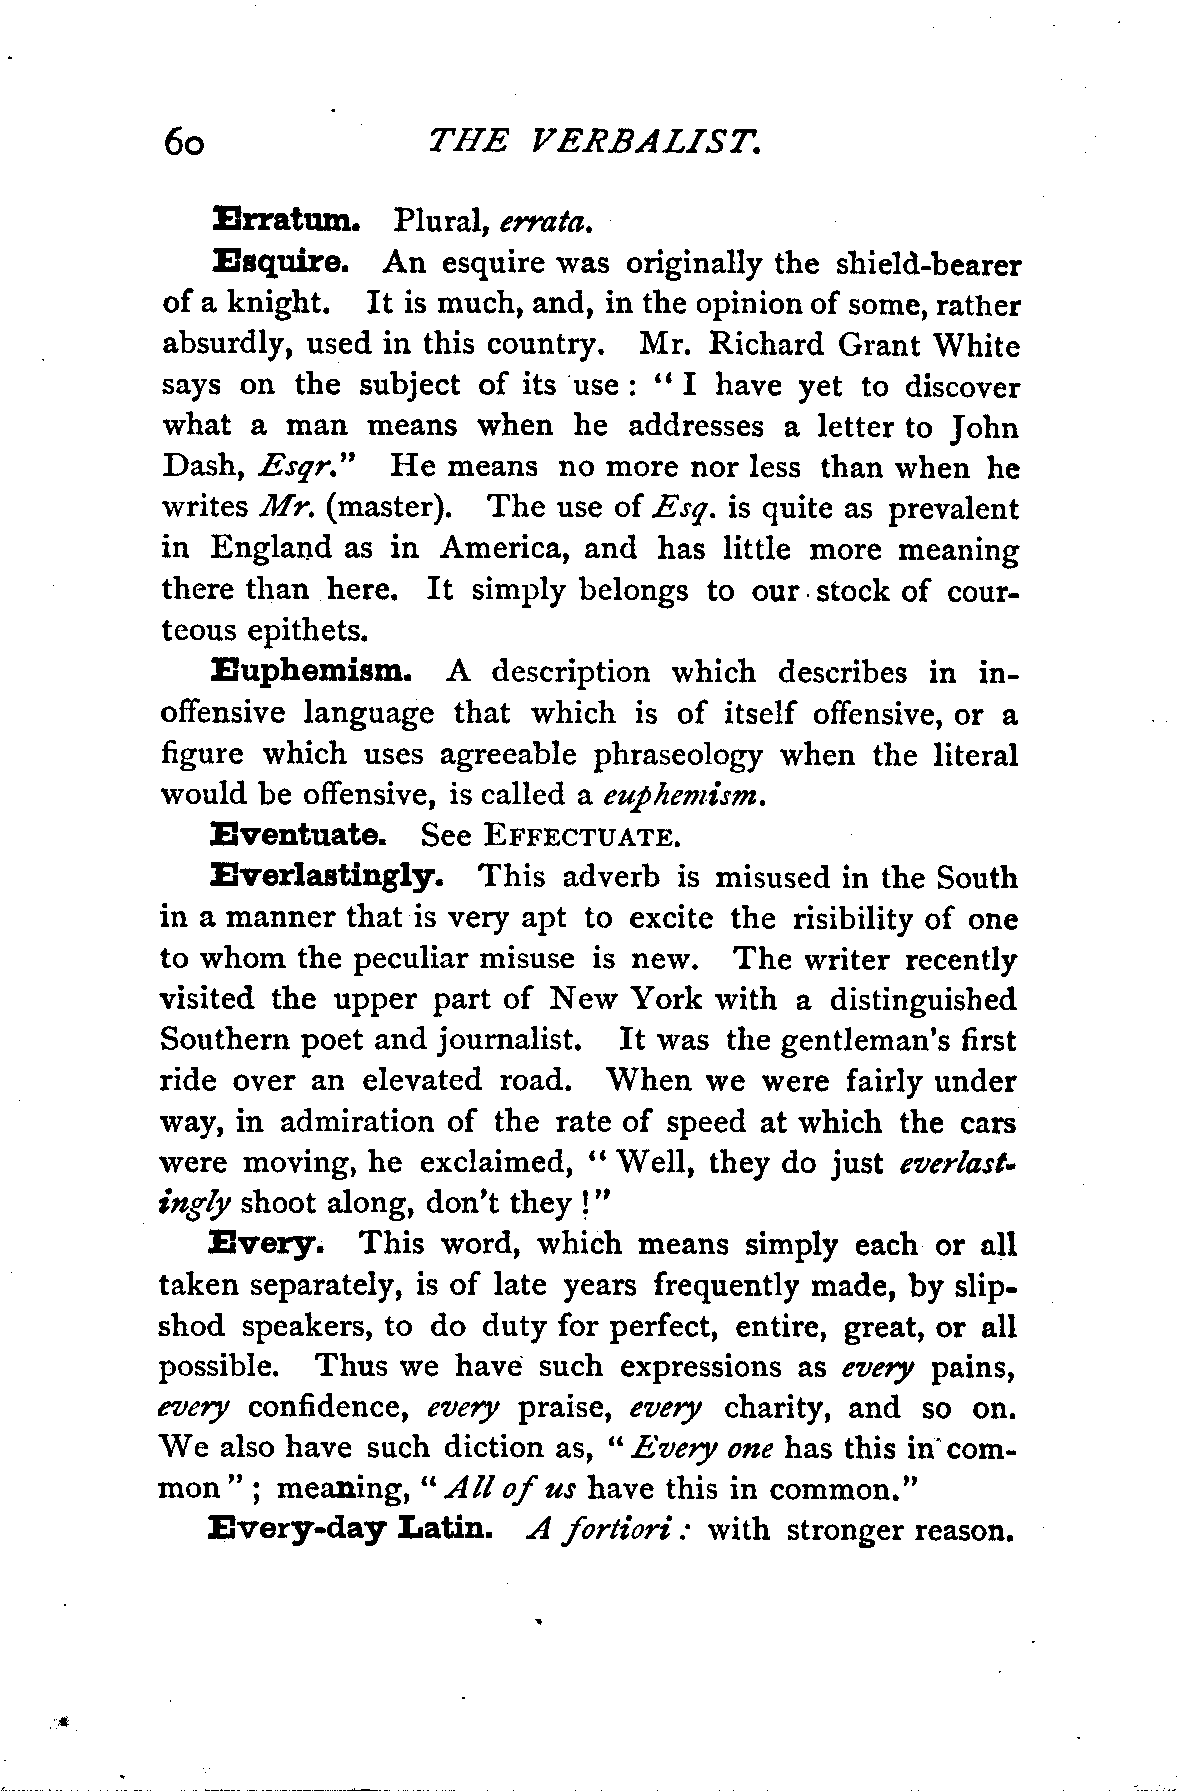 60 THE VERBALIST.
Erratum. Plural, errata.
Esquire. An esquire was originally the shield-bearer
of a knight. It is much, and, in the opinion of some, rather
absurdly, used in this country. Mr. Richard Grant White
says on the subject of its use : “ I have yet to discover
what a man means when he addresses a letter to John
Dash, Esqr.” He means no more nor less than when he
writes Mr. (master). The use of Esq. is quite as prevalent
in England as in America, and has little more meaning
there than here. It simply belongs to our stock of cour-
teous epithets.
Euphemism. A description which describes in in-
offensive language that which is of itself offensive, or a
figure which uses agreeable phraseology when the literal
would be offensive, is called a euphemism.
Eventuate. See EFFECTUATE.
Everlastingly. This adverb is misused in the South
in a manner that is very apt to excite the risibility of one
to whom the peculiar misuse is new. The writer recently
visited the upper part of New York with a distinguished
Southern poet and journalist. It was the gentleman's first
ride over an elevated road. When we were fairly under
way, in admiration of the rate of speed at which the cars
were moving, he exclaimed, “ Well, they do just everlast-
ingly shoot along, don't they !”
Every. This word, which means simply each or all
taken separately, is of late years frequently made, by slip-
shod speakers, to do duty for perfect, entire, great, or all
possible. Thus we have such expressions as every pains,
every confidence, every praise, every charity, and so on.
We also have such diction as, “ Every one has this in com-
mon ” ; meaning, “ All of us have this in common.”
Every-day Latin. A fortiori : with stronger reason.